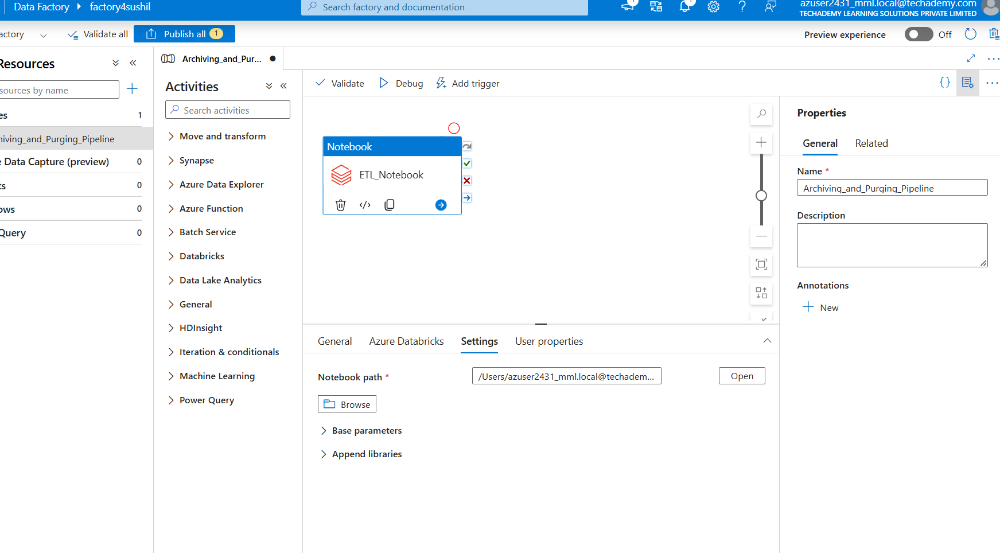 Data Factory factory4sushil
Search factory and documentation
azuser2431_mml.local@techademy.com
TECHADEMY LEARNING SOLUTIONS PRIVATE LIMITED
actory
Validate all
Publish all 1
Preview experience
Off
Resources
sources by name
es 1
hiving_and_Purging_Pipeline
e Data Capture (preview) 0
ts 0
ows 0
Query 0
Archiving_and_Pur...
Activities
Search activities
Move and transform
Synapse
Azure Data Explorer
Azure Function
Batch Service
Databricks
Data Lake Analytics
General
HDInsight
Iteration & conditionals
Machine Learning
Power Query
Validate
Debug
Add trigger
Notebook
ETL_Notebook
General
Azure Databricks
Settings
User properties
Notebook path *
/Users/azuser2431_mml.local@techadem...
Open
Browse
Base parameters
Append libraries
Properties
General
Related
Name *
Archiving_and_Purging_Pipeline
Description
Annotations
New